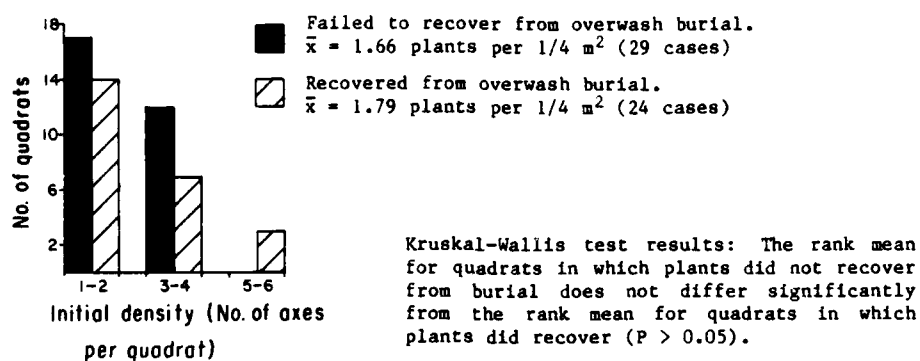 18
14
10
6
2
No. of quadrats
1-2 3-4 5-6
Initial density (No. of axes
per quadrat)
Failed to recover from overwash burial.
x̄ = 1.66 plants per 1/4 m² (29 cases)
Recovered from overwash burial.
x̄ = 1.79 plants per 1/4 m² (24 cases)
Kruskal-Wallis test results: The rank mean
for quadrats in which plants did not recover
from burial does not differ significantly
from the rank mean for quadrats in which
plants did recover (P > 0.05).